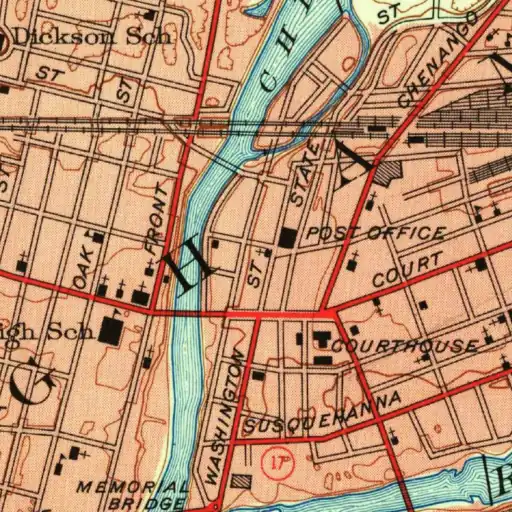 Dickson Sch
ST
ST
ST
CHENANGO
CHE
FRONT
OAK
STATE
ST
POST OFFICE
COURT
H
A
G
igh Sch
COURTHOUSE
WASHINGTON
SUSQUEHANNA
17
MEMORIAL
BRIDGE
R